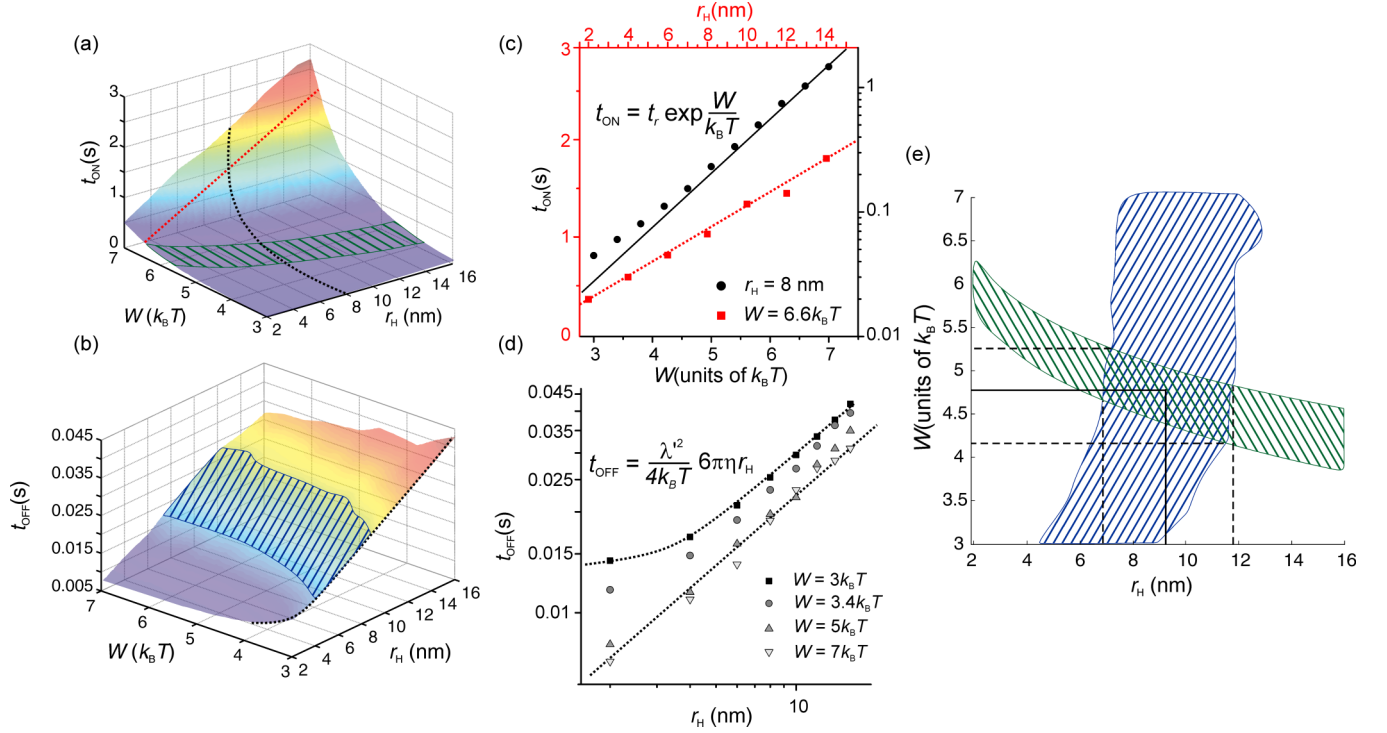 (a)
3
2
1
0
t_ON(s)
7
6
5
4
3
W (k_BT)
2
4
6
8
10
12
14
16
r_H (nm)
(b)
0.045
0.035
0.025
0.015
0.005
t_OFF(s)
7
6
5
4
3
W (k_BT)
2
4
6
8
10
12
14
16
r_H (nm)
(c)
r_H(nm)
2 4 6 8 10 12 14
3
2
1
0
t_ON(s)
1
0.1
0.01
t_ON = t_r exp W/k_BT
r_H = 8 nm
W = 6.6k_BT
3 4 5 6 7
W(units of k_BT)
(d)
0.045
0.035
0.025
0.015
0.01
t_OFF(s)
t_OFF = λ'²/4k_BT 6πηr_H
W = 3k_BT
W = 3.4k_BT
W = 5k_BT
W = 7k_BT
10
r_H (nm)
(e)
7
6.5
6
5.5
5
4.5
4
3.5
3
W(units of k_BT)
2 4 6 8 10 12 14 16
r_H (nm)